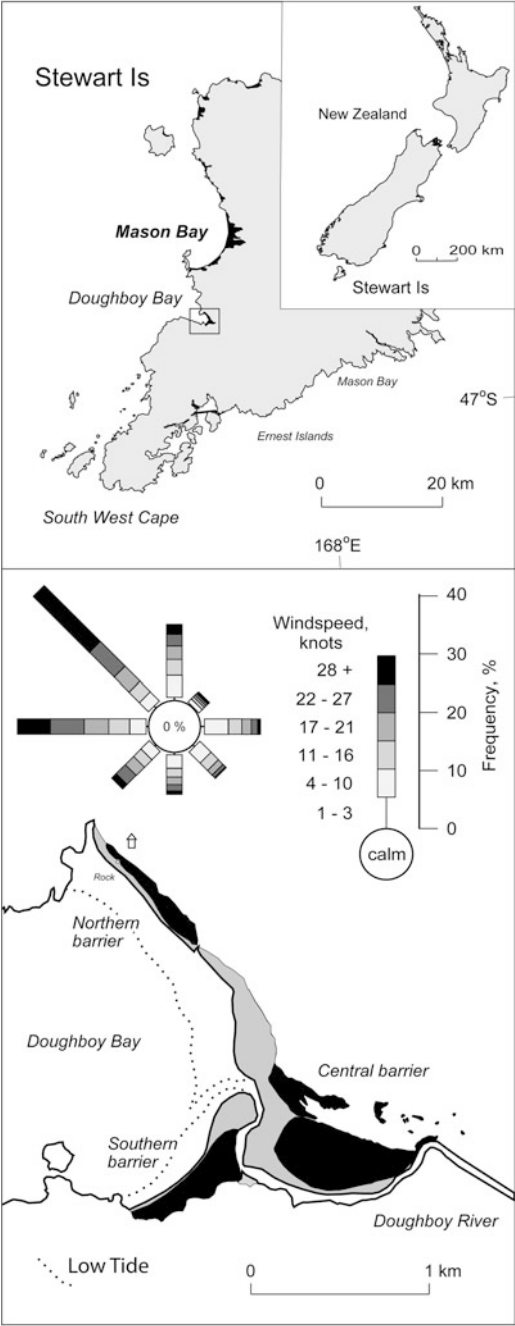 Stewart Is
New Zealand
0 200 km
Stewart Is
Mason Bay
Doughboy Bay
Mason Bay
47°S
Ernest Islands
0 20 km
South West Cape
168°E
40
Windspeed,
knots
28 +
30
22 - 27
17 - 21
20
11 - 16
4 - 10
10
1 - 3
0
Frequency, %
0 %
calm
Rock
Northern
barrier
Doughboy Bay
Central barrier
Southern
barrier
Doughboy River
Low Tide
0 1 km